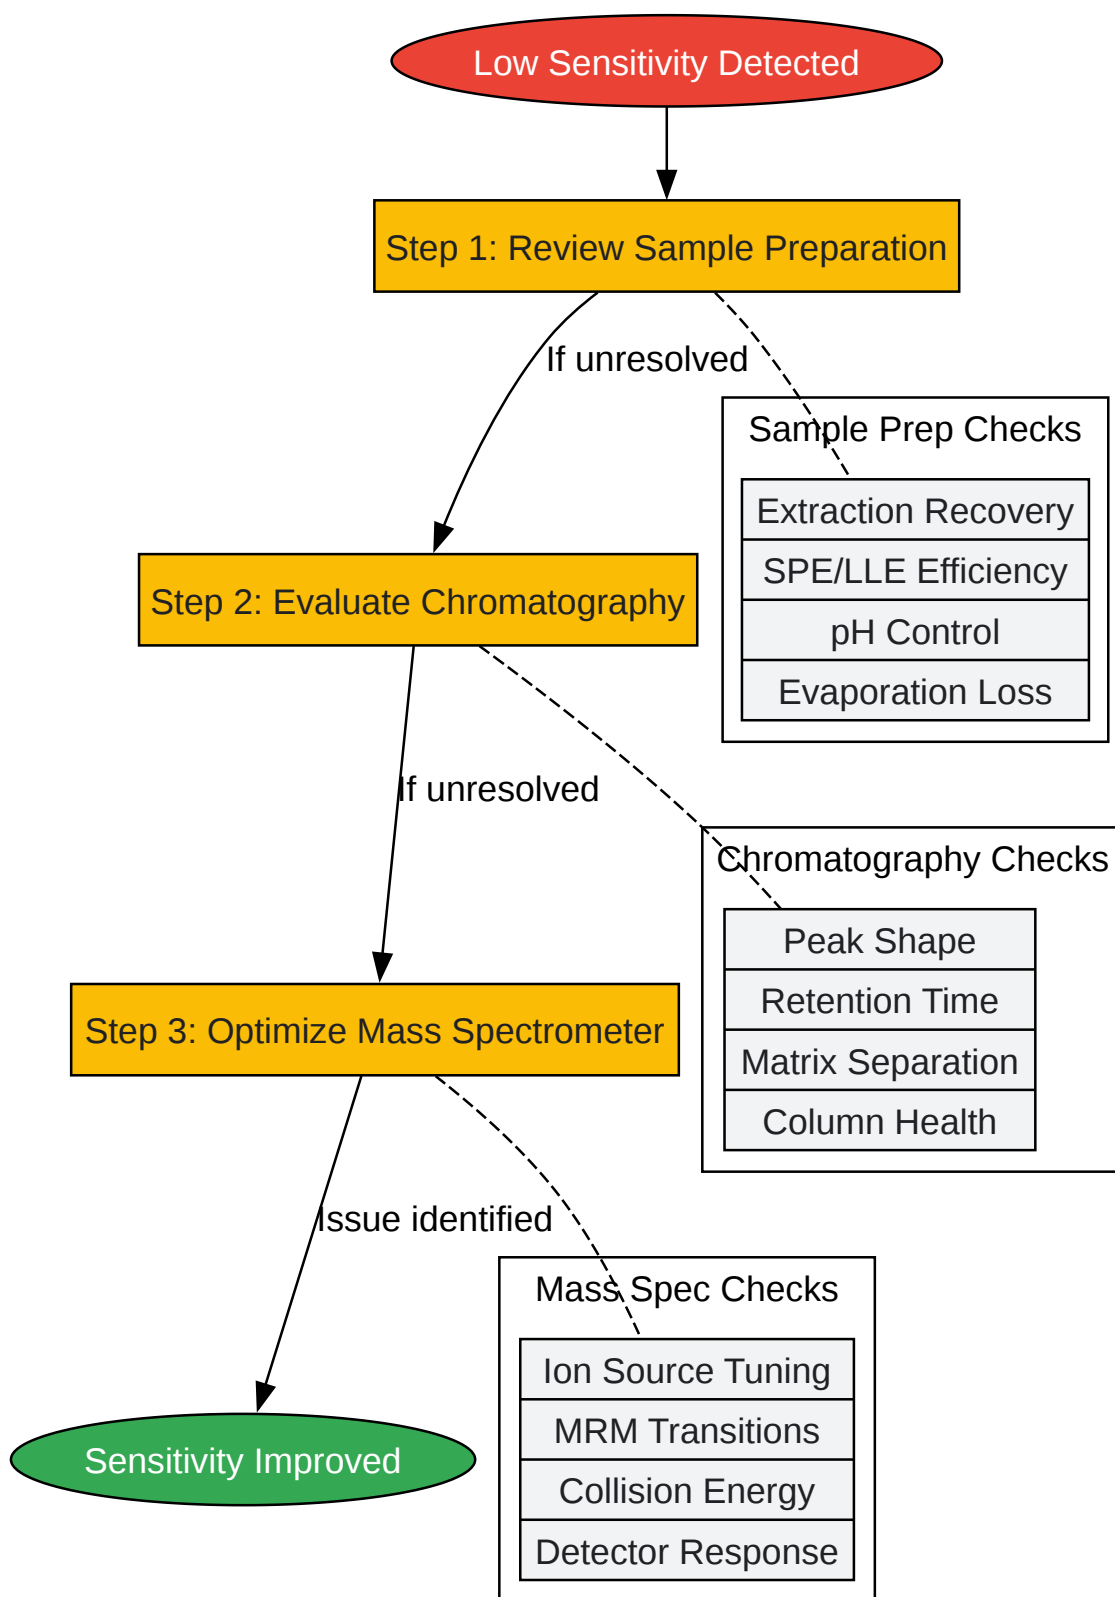 Low Sensitivity Detected
Step 1: Review Sample Preparation
If unresolved
Sample Prep Checks
Extraction Recovery
SPE/LLE Efficiency
pH Control
Evaporation Loss
Step 2: Evaluate Chromatography
If unresolved
Chromatography Checks
Peak Shape
Retention Time
Matrix Separation
Column Health
Step 3: Optimize Mass Spectrometer
Issue identified
Mass Spec Checks
Ion Source Tuning
MRM Transitions
Collision Energy
Detector Response
Sensitivity Improved